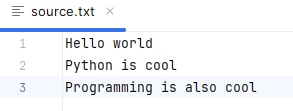 source.txt
1 Hello world
2 Python is cool
3 Programming is also cool